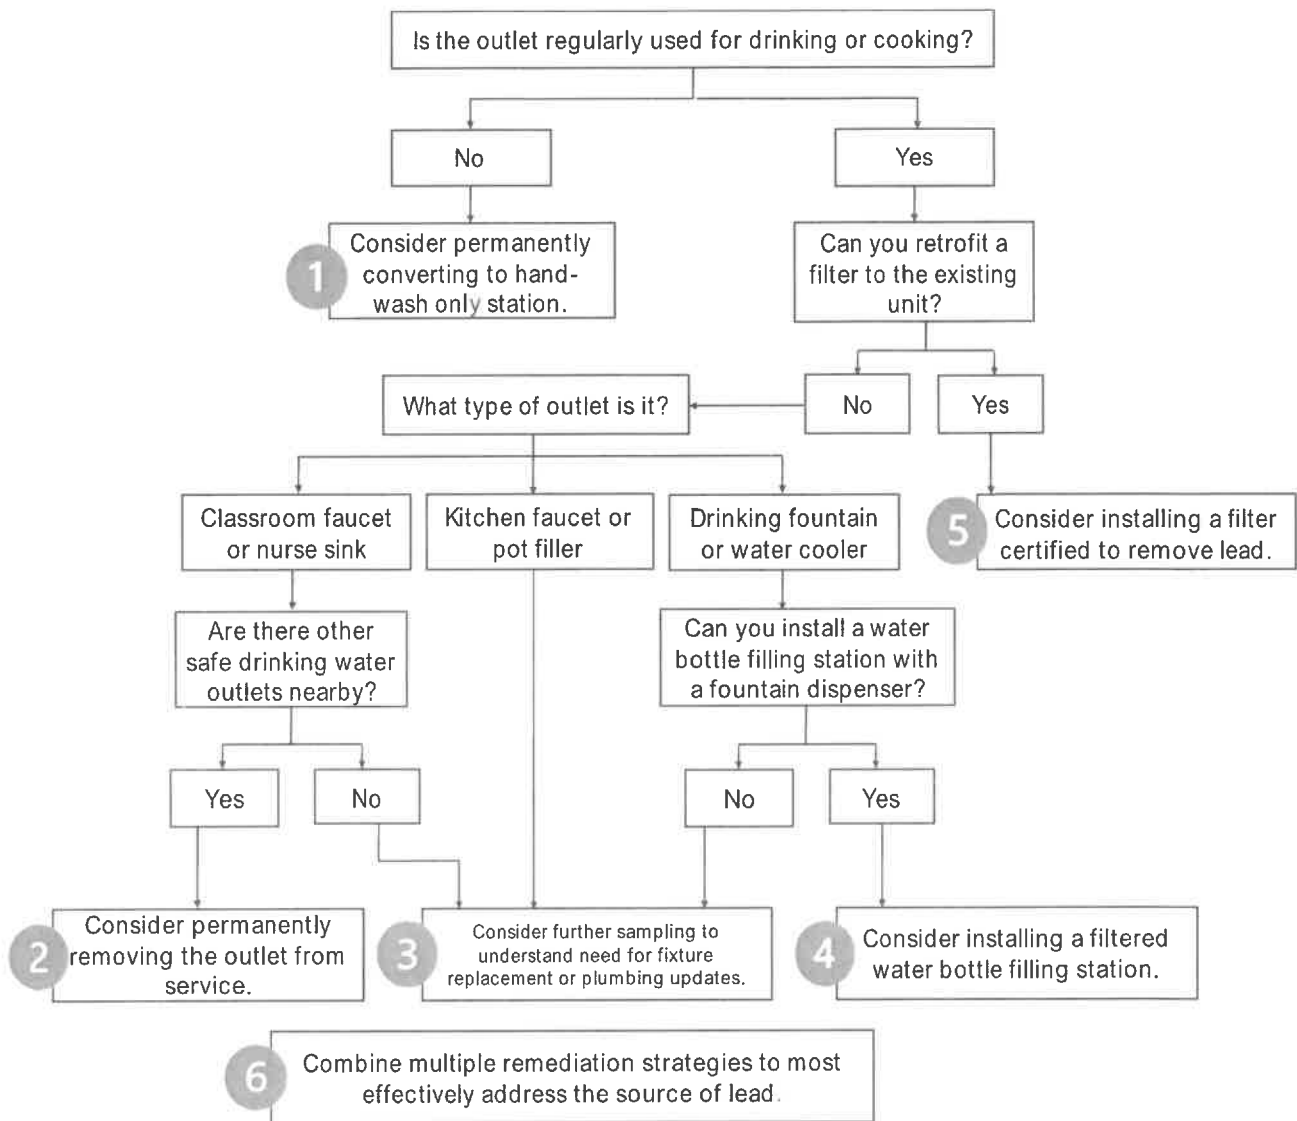 Is the outlet regularly used for drinking or cooking?
No
Yes
1
Consider permanently
converting to hand-
wash only station.
Can you retrofit a
filter to the existing
unit?
What type of outlet is it?
No
Yes
Classroom faucet
or nurse sink
Kitchen faucet or
pot filler
Drinking fountain
or water cooler
5
Consider installing a filter
certified to remove lead.
Are there other
safe drinking water
outlets nearby?
Can you install a water
bottle filling station with
a fountain dispenser?
Yes
No
No
Yes
2
Consider permanently
removing the outlet from
service.
3
Consider further sampling to
understand need for fixture
replacement or plumbing updates.
4
Consider installing a filtered
water bottle filling station.
6
Combine multiple remediation strategies to most
effectively address the source of lead.